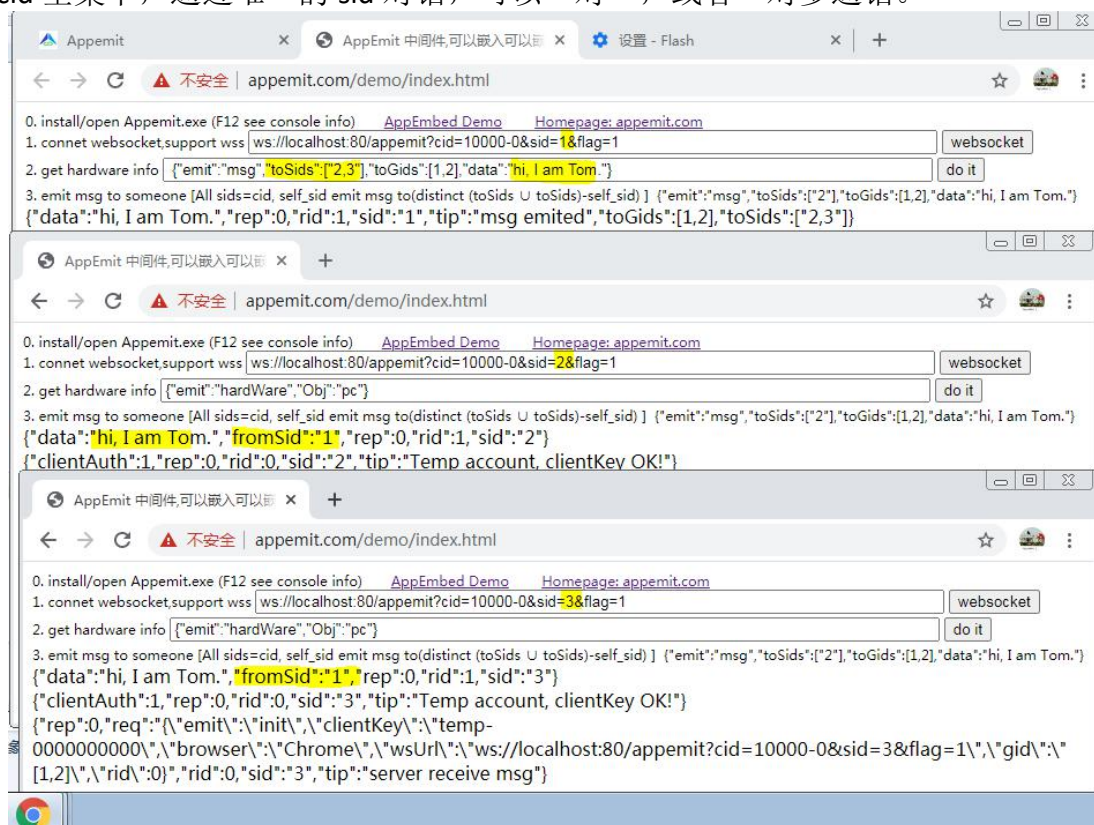 sid 至集中，通过唯一的 sid 对话，可以一对一，或者一对多通话。
Appemit
AppEmit 中间件,可以嵌入可以
设置 - Flash
不安全 appemit.com/demo/index.html
0. install/open Appemit.exe (F12 see console info) AppEmbed Demo Homepage: appemit.com
1. connet websocket,support wss ws://localhost:80/appemit?cid=10000-0&sid=1&flag=1 websocket
2. get hardware info {"emit":"msg","toSids":["2,3"],"toGids":[1,2],"data":"hi, I am Tom."} do it
3. emit msg to someone [All sids=cid, self_sid emit msg to(distinct (toSids ∪ toSids)-self_sid) ] {"emit":"msg","toSids":["2"],"toGids":[1,2],"data":"hi, I am Tom."}
{"data":"hi, I am Tom.","rep":0,"rid":1,"sid":"1","tip":"msg emited","toGids":[1,2],"toSids":["2,3"]}
AppEmit 中间件,可以嵌入可以
不安全 appemit.com/demo/index.html
0. install/open Appemit.exe (F12 see console info) AppEmbed Demo Homepage: appemit.com
1. connet websocket,support wss ws://localhost:80/appemit?cid=10000-0&sid=2&flag=1 websocket
2. get hardware info {"emit":"hardWare","Obj":"pc"} do it
3. emit msg to someone [All sids=cid, self_sid emit msg to(distinct (toSids ∪ toSids)-self_sid) ] {"emit":"msg","toSids":["2"],"toGids":[1,2],"data":"hi, I am Tom."}
{"data":"hi, I am Tom.","fromSid":"1","rep":0,"rid":1,"sid":"2"}
{"clientAuth":1,"rep":0,"rid":0,"sid":"2","tip":"Temp account, clientKey OK!"}
AppEmit 中间件,可以嵌入可以
不安全 appemit.com/demo/index.html
0. install/open Appemit.exe (F12 see console info) AppEmbed Demo Homepage: appemit.com
1. connet websocket,support wss ws://localhost:80/appemit?cid=10000-0&sid=3&flag=1 websocket
2. get hardware info {"emit":"hardWare","Obj":"pc"} do it
3. emit msg to someone [All sids=cid, self_sid emit msg to(distinct (toSids ∪ toSids)-self_sid) ] {"emit":"msg","toSids":["2"],"toGids":[1,2],"data":"hi, I am Tom."}
{"data":"hi, I am Tom.","fromSid":"1","rep":0,"rid":1,"sid":"3"}
{"clientAuth":1,"rep":0,"rid":0,"sid":"3","tip":"Temp account, clientKey OK!"}
{"rep":0,"req":"{\"emit\":\"init\",\"clientKey\":\"temp-
0000000000\",\"browser\":\"Chrome\",\"wsUrl\":\"ws://localhost:80/appemit?cid=10000-0&sid=3&flag=1\",\"gid\":\"
[1,2]\",\"rid\":0}","rid":0,"sid":"3","tip":"server receive msg"}